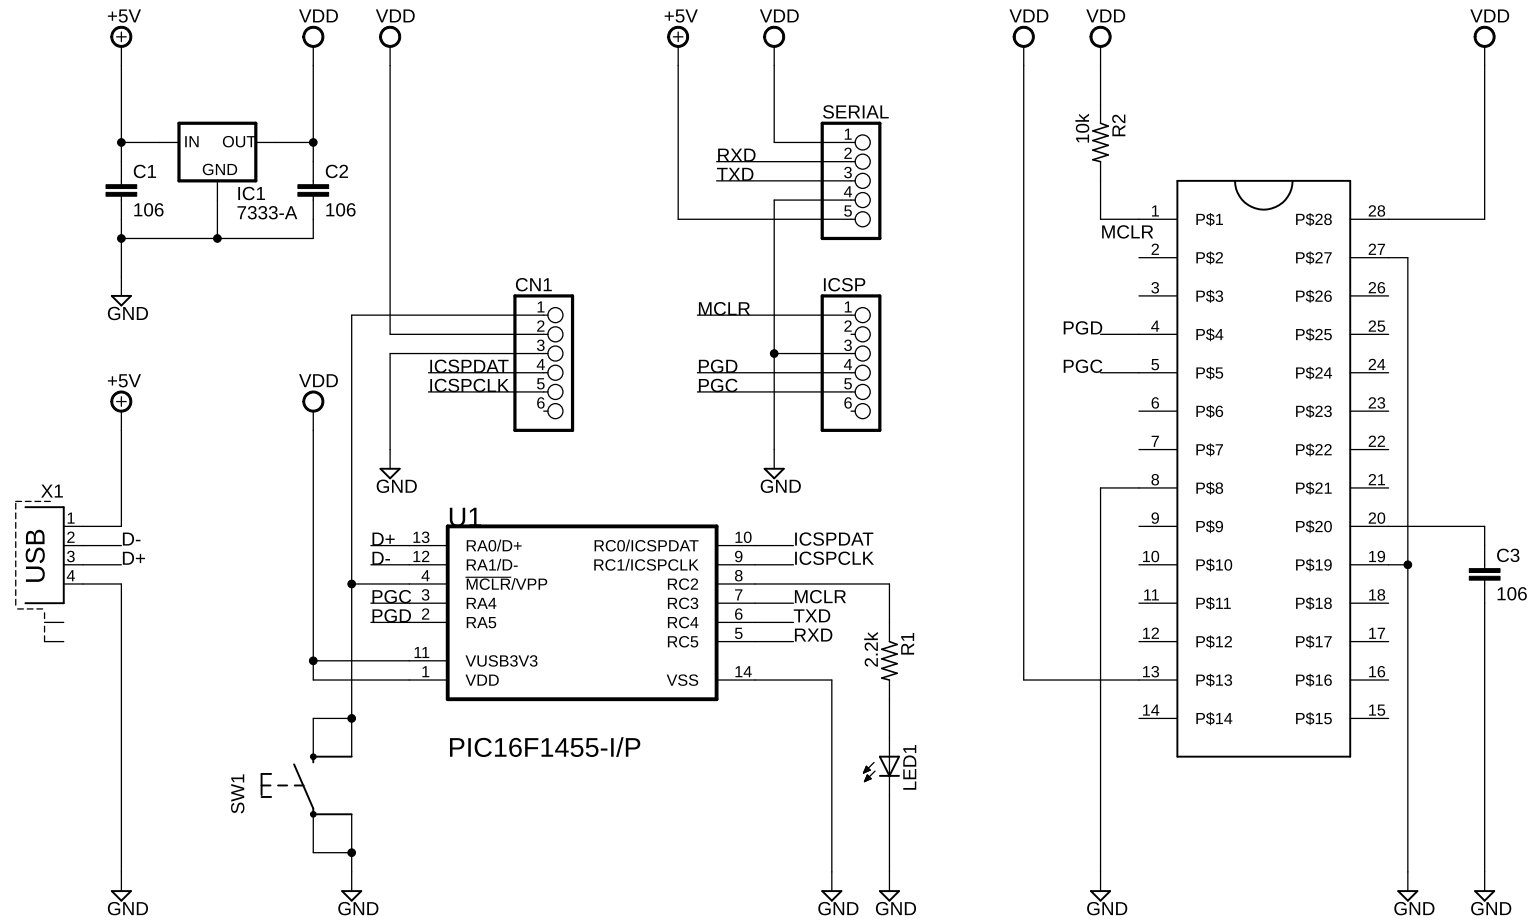 +5V
VDD
VDD
+5V
VDD
VDD
VDD
VDD
IN
OUT
GND
C1
106
IC1
7333-A
C2
106
GND
SERIAL
1
RXD 2
TXD 3
4
5
10k
R2
CN1
1
2
3
ICSPDAT 4
ICSPCLK 5
6
GND
ICSP
MCLR 1
2
3
PGD 4
PGC 5
6
GND
+5V
VDD
X1
USB
1
2 D-
3 D+
4
GND
U1
D+ 13 RA0/D+ RC0/ICSPDAT 10 ICSPDAT
D- 12 RA1/D- RC1/ICSPCLK 9 ICSPCLK
4 MCLR/VPP RC2 8
PGC 3 RA4 RC3 7 MCLR
PGD 2 RA5 RC4 6 TXD
RC5 5 RXD
11 VUSB3V3
1 VDD VSS 14
PIC16F1455-I/P
SW1
GND
2.2k
R1
LED1
GND
GND
1 P$1 P$28 28
MCLR
2 P$2 P$27 27
3 P$3 P$26 26
PGD 4 P$4 P$25 25
PGC 5 P$5 P$24 24
6 P$6 P$23 23
7 P$7 P$22 22
8 P$8 P$21 21
9 P$9 P$20 20
10 P$10 P$19 19
11 P$11 P$18 18
12 P$12 P$17 17
13 P$13 P$16 16
14 P$14 P$15 15
C3
106
GND
GND
GND